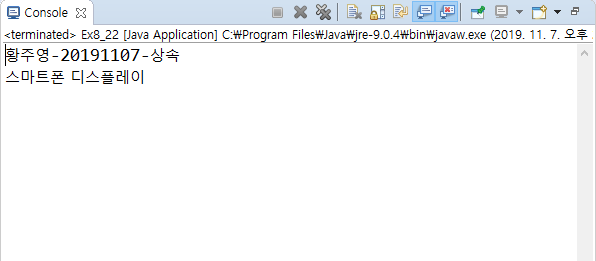 Console
<terminated> Ex8_22 [Java Application] C:₩Program Files₩Java₩jre-9.0.4₩bin₩javaw.exe (2019. 11. 7. 오후
황주영-20191107-상속
스마트폰 디스플레이